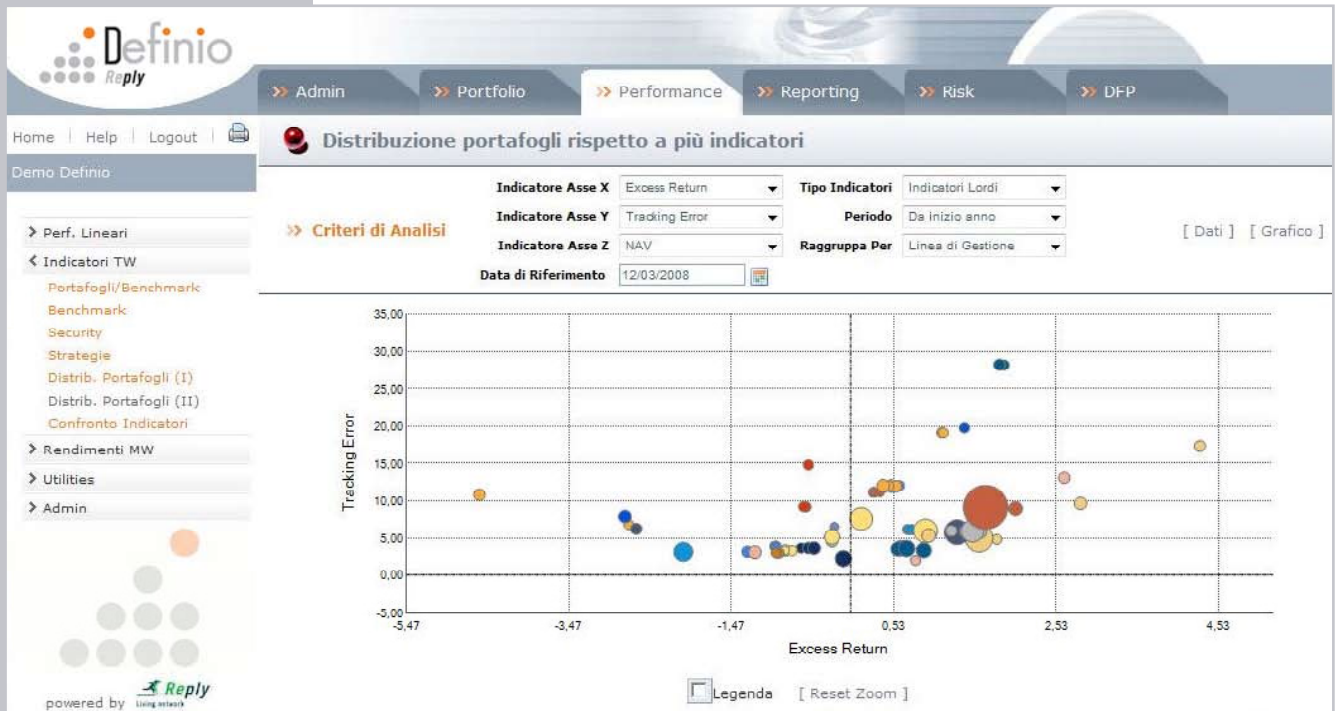 Definio
Reply
Admin
Portfolio
Performance
Reporting
Risk
DFP
Home | Help | Logout |
Distribuzione portafogli rispetto a più indicatori
Demo Definio
Criteri di Analisi
Indicatore Asse X Excess Return Tipo Indicatori Indicatori Lordi
Indicatore Asse Y Tracking Error Periodo Da inizio anno
Indicatore Asse Z NAV Raggruppa Per Linea di Gestione
Data di Riferimento 12/03/2008
[ Dati ] [ Grafico ]
Perf. Lineari
Indicatori TW
Portafogli/Benchmark
Benchmark
Security
Strategie
Distrib. Portafogli (I)
Distrib. Portafogli (II)
Confronto Indicatori
Rendimenti MW
Utilities
Admin
powered by Reply
Living network
Tracking Error
35,00
30,00
25,00
20,00
15,00
10,00
5,00
0,00
-5,00
-5,47 -3,47 -1,47 0,53 2,53 4,53
Excess Return
Legenda [ Reset Zoom ]